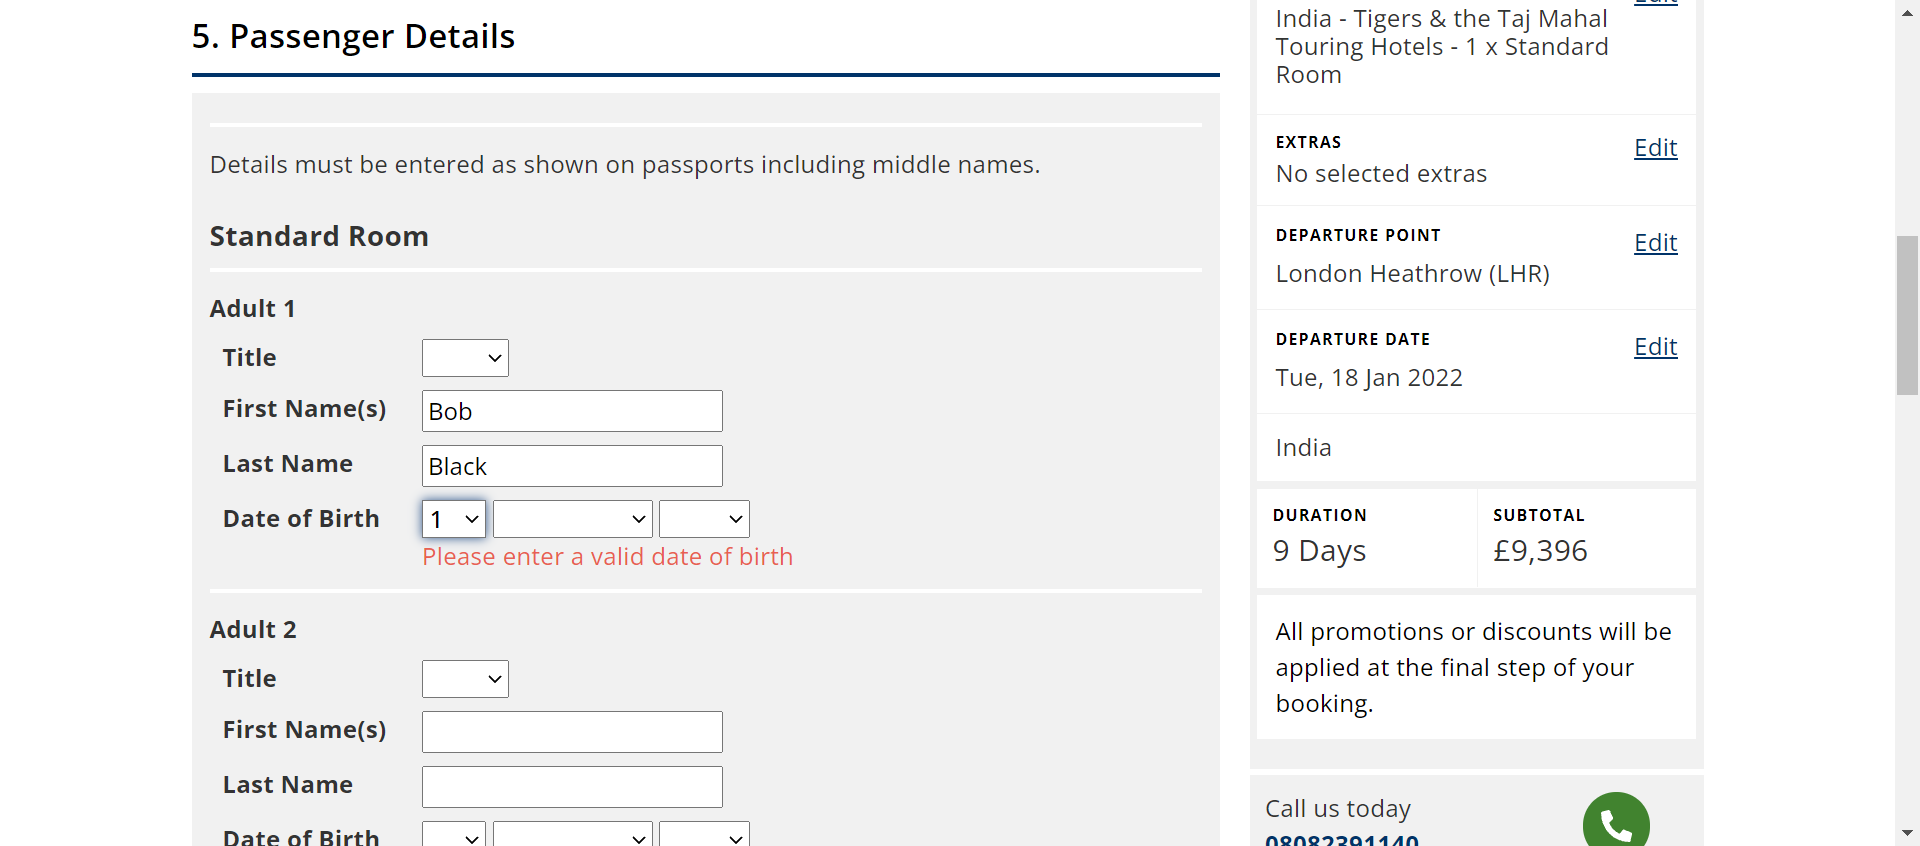 5. Passenger Details
Details must be entered as shown on passports including middle names.
Standard Room
Adult 1
Title
First Name(s)
Bob
Last Name
Black
Date of Birth
1
Please enter a valid date of birth
Adult 2
Title
First Name(s)
Last Name
Date of Birth
Edit
India - Tigers & the Taj Mahal
Touring Hotels - 1 x Standard
Room
EXTRAS
Edit
No selected extras
DEPARTURE POINT
Edit
London Heathrow (LHR)
DEPARTURE DATE
Edit
Tue, 18 Jan 2022
India
DURATION
9 Days
SUBTOTAL
£9,396
All promotions or discounts will be
applied at the final step of your
booking.
Call us today
08082391140